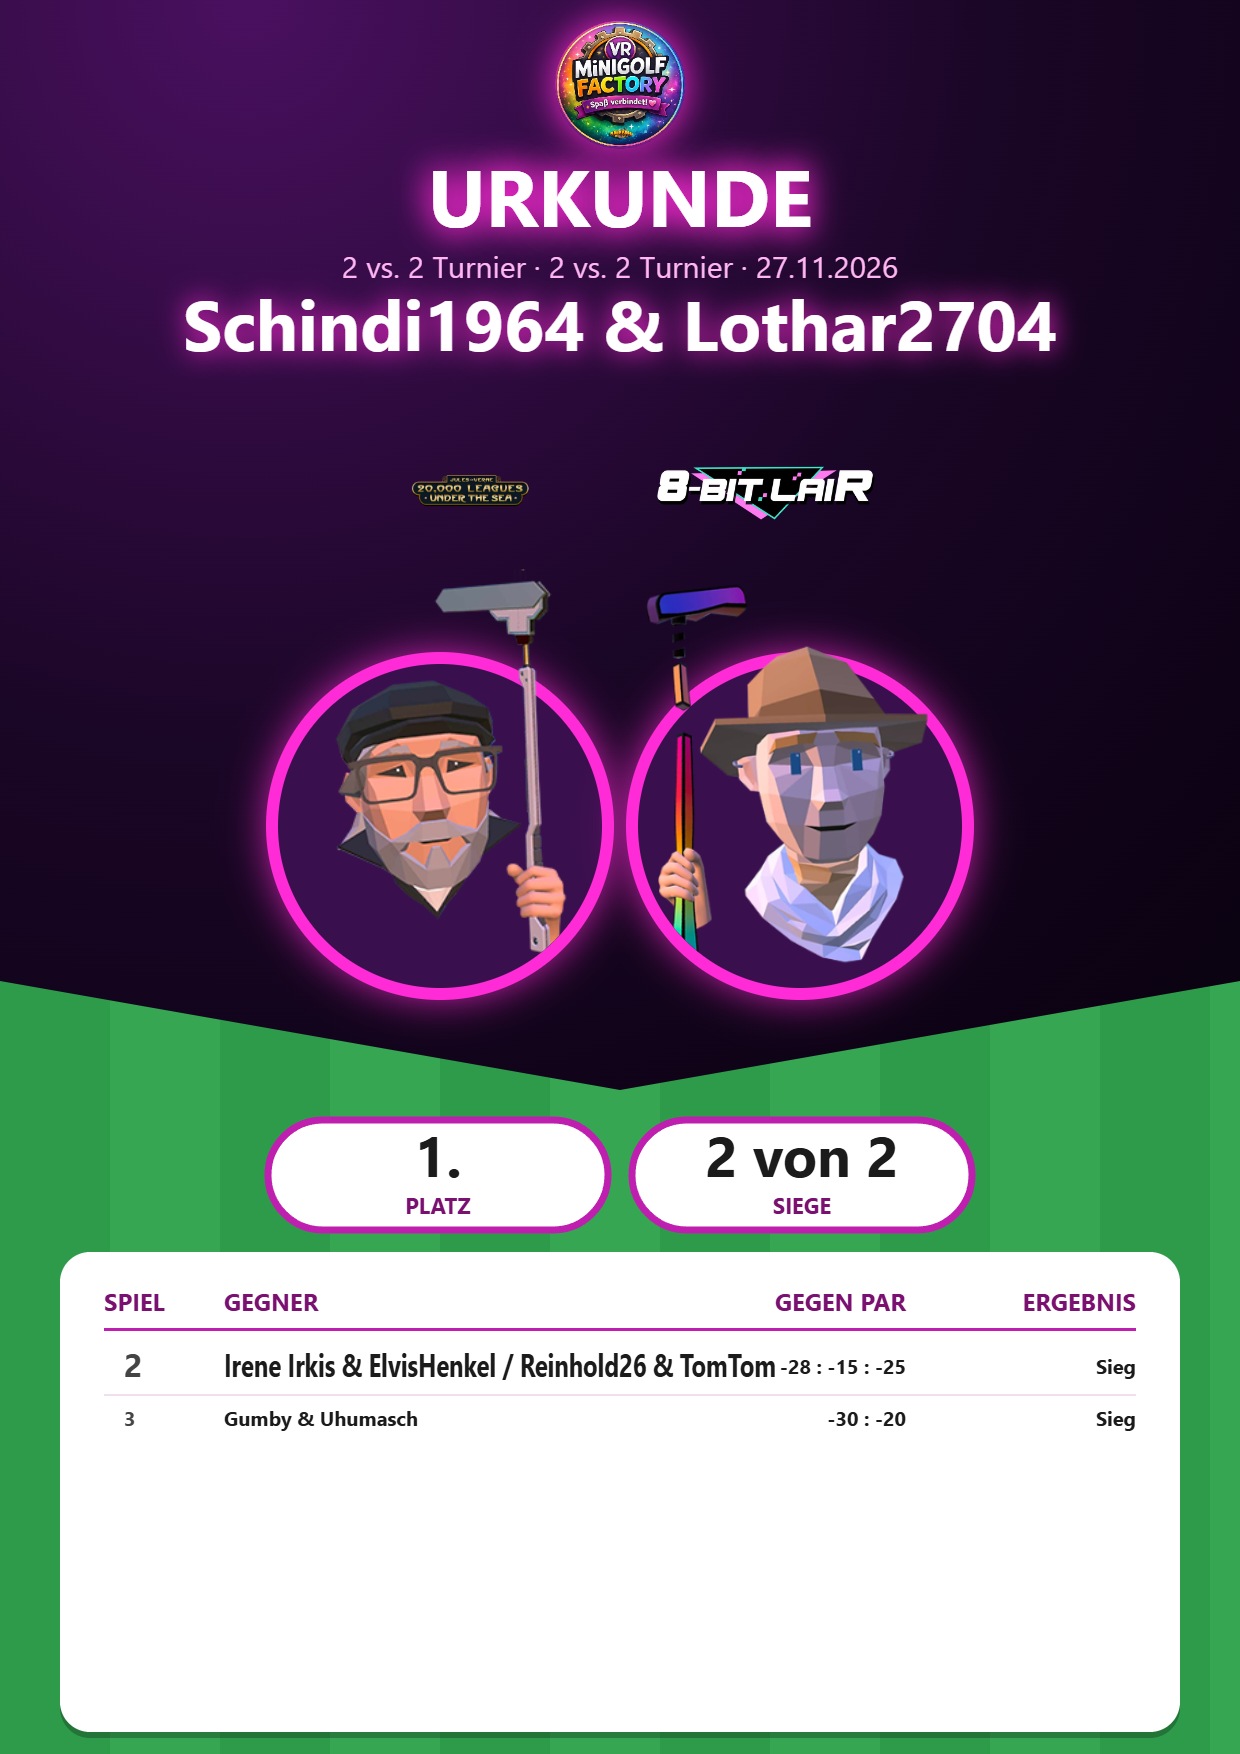 VR
MiNiGOLF
FACTORY
Spaß verbindet!
URKUNDE
2 vs. 2 Turnier · 2 vs. 2 Turnier · 27.11.2026
Schindi1964 & Lothar2704
JULES VERNE
20,000 LEAGUES
UNDER THE SEA
8-BIT LAIR
1.
PLATZ
2 von 2
SIEGE
SPIEL GEGNER GEGEN PAR ERGEBNIS
2 Irene Irkis & ElvisHenkel / Reinhold26 & TomTom -28 : -15 : -25 Sieg
3 Gumby & Uhumasch -30 : -20 Sieg